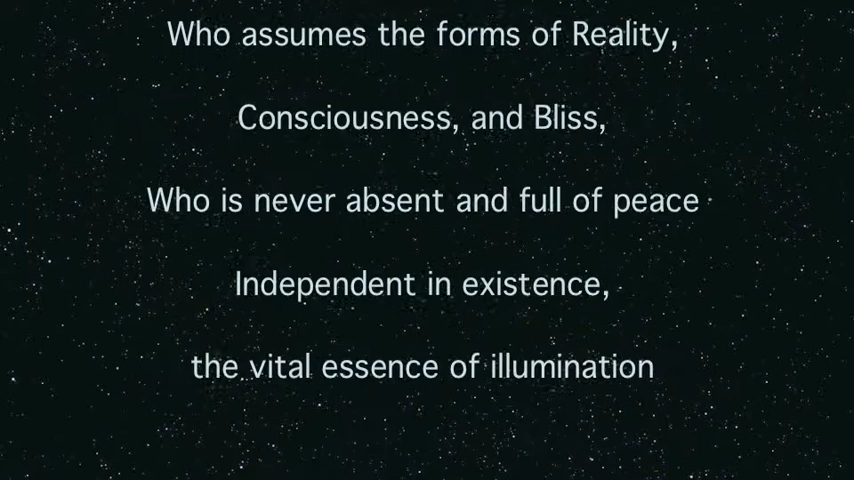 Who assumes the forms of Reality,
Consciousness, and Bliss,
Who is never absent and full of peace
Independent in existence,
the vital essence of illumination